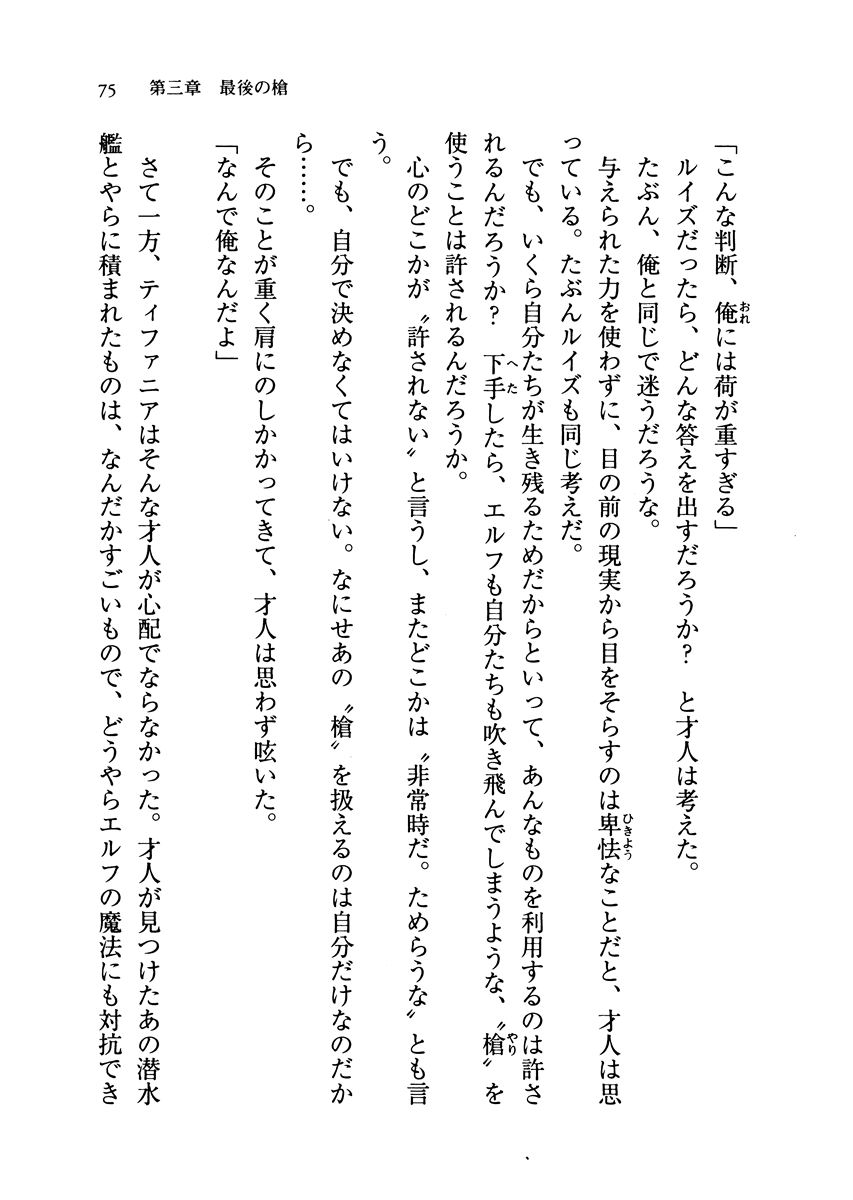 75　第三章　最後の槍
「こんな判断、俺には荷が重すぎる」
ルイズだったら、どんな答えを出すだろうか？　と才人は考えた。
たぶん、俺と同じで迷うだろうな。
与えられた力を使わずに、目の前の現実から目をそらすのは卑怯なことだと、才人は思
っている。たぶんルイズも同じ考えだ。
でも、いくら自分たちが生き残るためだからといって、あんなものを利用するのは許さ
れるんだろうか？　下手したら、エルフも自分たちも吹き飛んでしまうような、〝槍〟を
使うことは許されるんだろうか。
心のどこかが〝許されない〟と言うし、またどこかは〝非常時だ。ためらうな〟とも言
う。
でも、自分で決めなくてはいけない。なにせあの〝槍〟を扱えるのは自分だけなのだか
ら……。
そのことが重く肩にのしかかってきて、才人は思わず呟いた。
「なんで俺なんだよ」
さて一方、ティファニアはそんな才人が心配でならなかった。才人が見つけたあの潜水
艦とやらに積まれたものは、なんだかすごいもので、どうやらエルフの魔法にも対抗でき